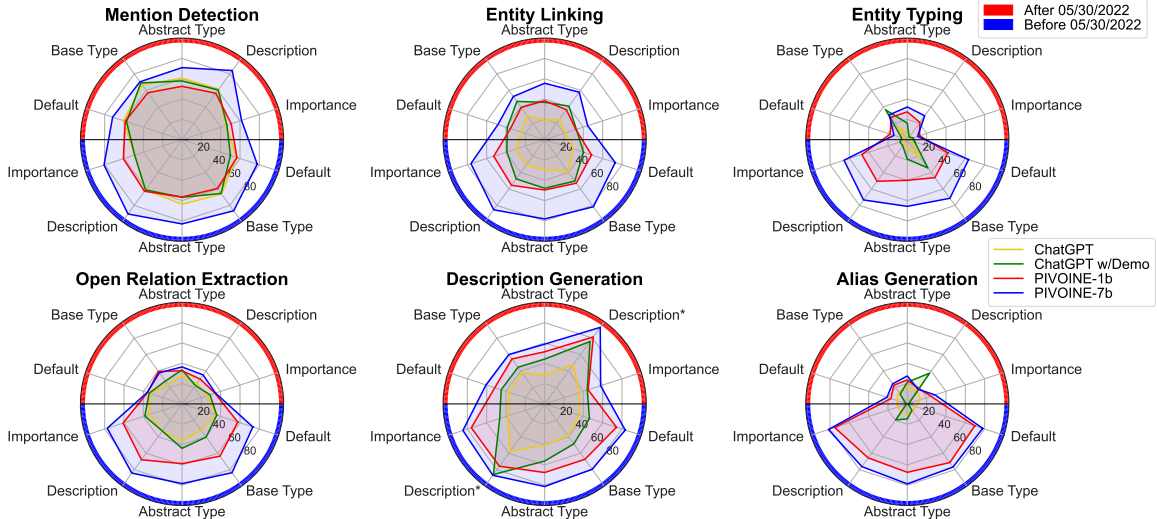 Mention Detection
Abstract Type
Base Type
Description
Default
Importance
20
40
60
80
Importance
Default
Description
Base Type
Abstract Type
Entity Linking
Abstract Type
Base Type
Description
Default
Importance
20
40
60
80
Importance
Default
Description
Base Type
Abstract Type
Entity Typing
Abstract Type
Base Type
Description
Default
Importance
20
40
60
80
Importance
Default
Description
Base Type
Abstract Type
After 05/30/2022
Before 05/30/2022
Open Relation Extraction
Abstract Type
Base Type
Description
Default
Importance
20
40
60
80
Importance
Default
Description
Base Type
Abstract Type
Description Generation
Abstract Type
Base Type
Description*
Default
Importance
20
40
60
80
Importance
Default
Description*
Base Type
Abstract Type
Alias Generation
Abstract Type
Base Type
Description
Default
Importance
20
40
60
80
Importance
Default
Description
Base Type
Abstract Type
ChatGPT
ChatGPT w/Demo
PIVOINE-1b
PIVOINE-7b